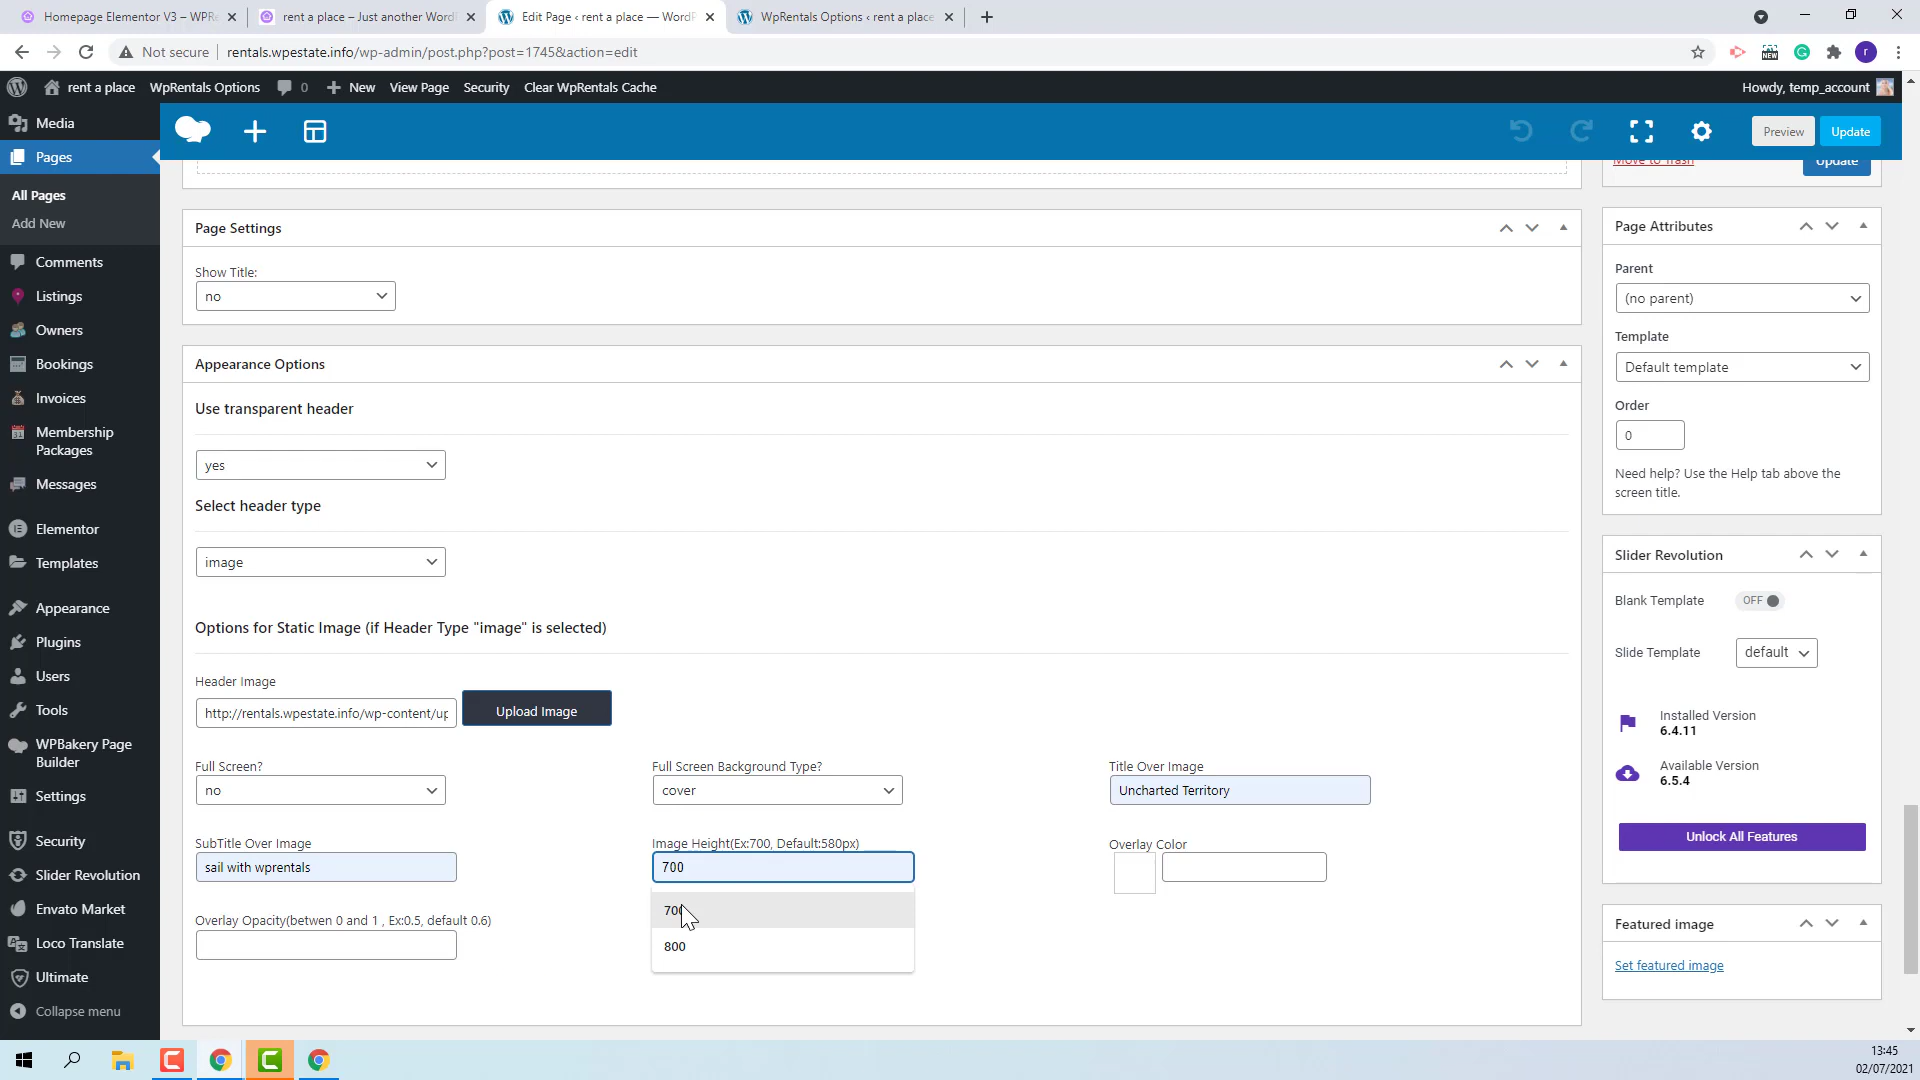 Homepage Elementor V3 – WPRe
rent a place – Just another WordP
Edit Page ‹ rent a place — WordP
WpRentals Options ‹ rent a place
Not secure
rentals.wpestate.info/wp-admin/post.php?post=1745&action=edit
NEW
r
rent a place
WpRentals Options
0
New
View Page
Security
Clear WpRentals Cache
Howdy, temp_account
Preview
Update
Media
Pages
All Pages
Add New
Comments
Listings
Owners
Bookings
Invoices
Membership
Packages
Messages
Elementor
Templates
Appearance
Plugins
Users
Tools
WPBakery Page
Builder
Settings
Security
Slider Revolution
Envato Market
Loco Translate
Ultimate
Collapse menu
Page Settings
Show Title:
no
Appearance Options
Use transparent header
yes
Select header type
image
Options for Static Image (if Header Type "image" is selected)
Header Image
http://rentals.wpestate.info/wp-content/up
Upload Image
Full Screen?
no
Full Screen Background Type?
cover
Title Over Image
Uncharted Territory
SubTitle Over Image
sail with wprentals
Image Height(Ex:700, Default:580px)
700
700
800
Overlay Color
Overlay Opacity(betwen 0 and 1 , Ex:0.5, default 0.6)
Move to Trash
Update
Page Attributes
Parent
(no parent)
Template
Default template
Order
0
Need help? Use the Help tab above the
screen title.
Slider Revolution
Blank Template
OFF
Slide Template
default
Installed Version
6.4.11
Available Version
6.5.4
Unlock All Features
Featured image
Set featured image
13:45
02/07/2021